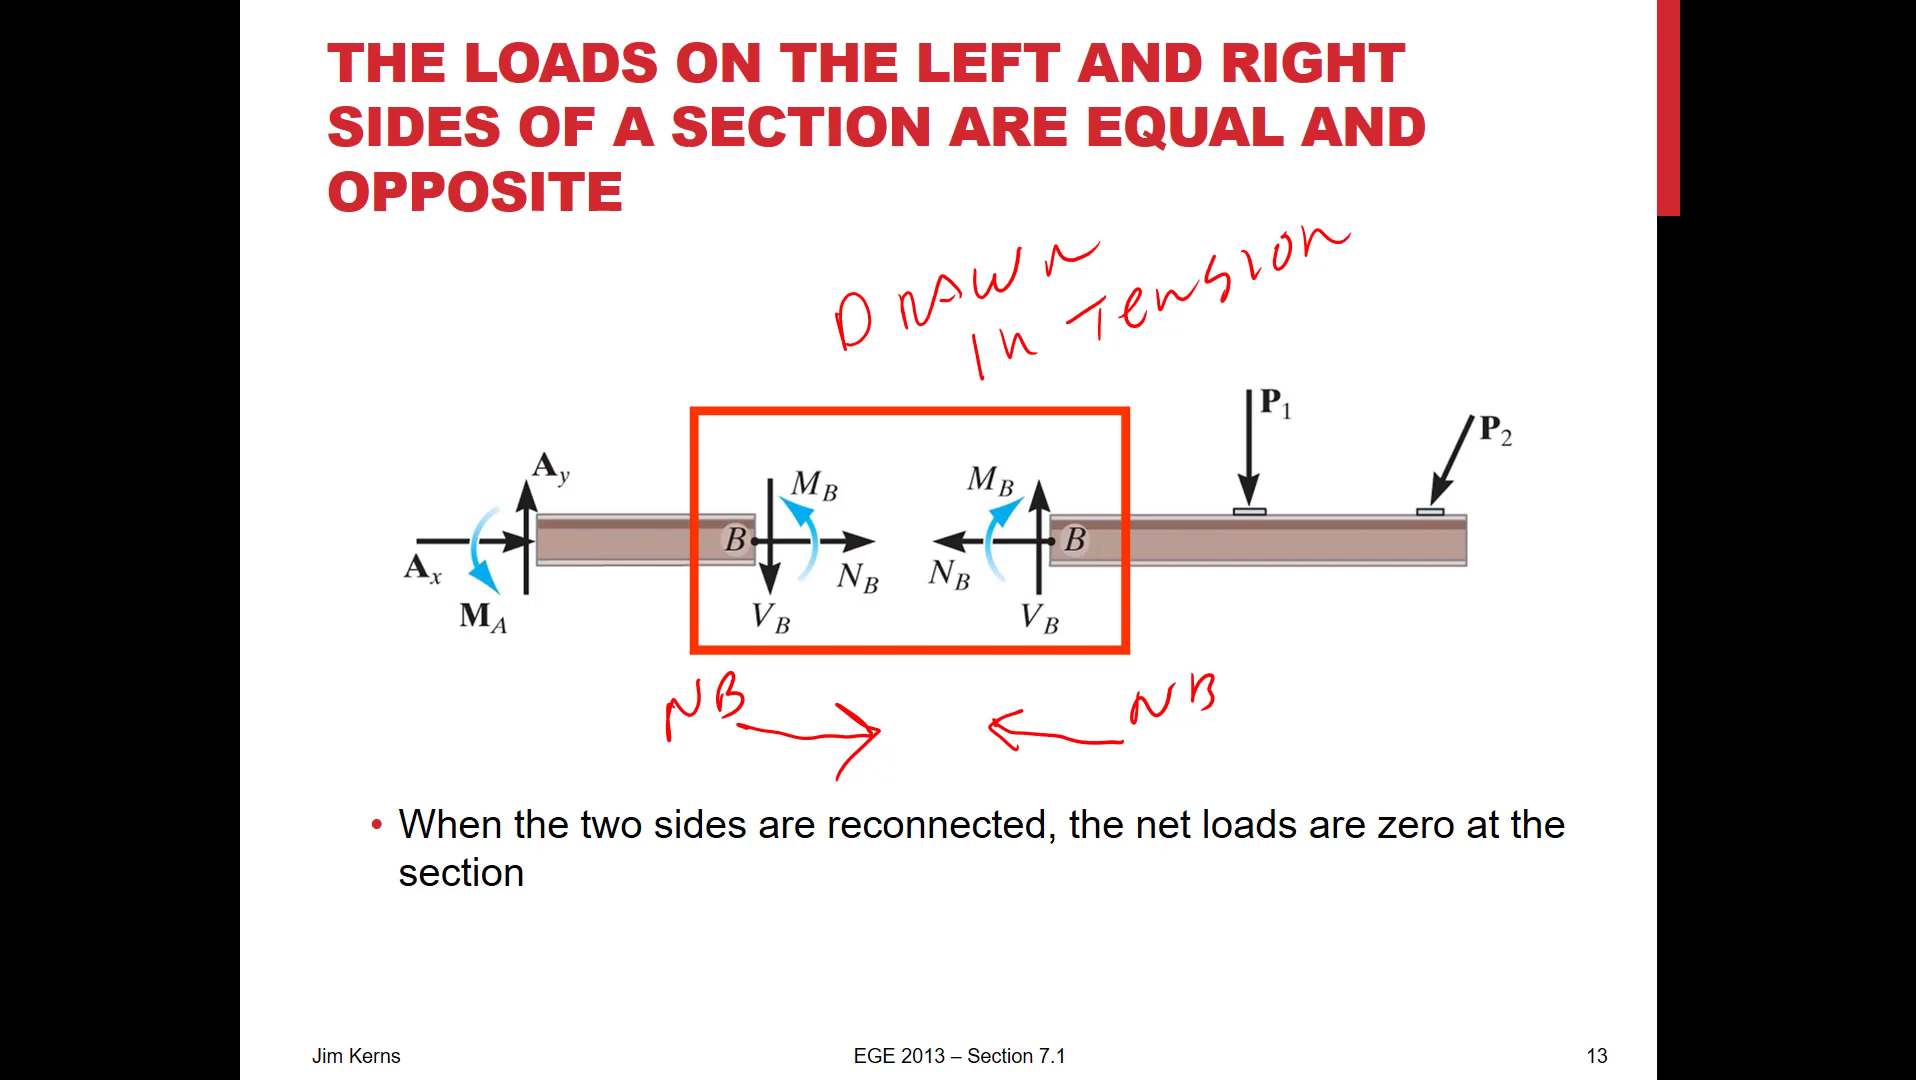 THE LOADS ON THE LEFT AND RIGHT
SIDES OF A SECTION ARE EQUAL AND
OPPOSITE
DRAWN
IN TENSION
P1
P2
Ay
MB
MB
B
B
Ax
NB
NB
MA
VB
VB
NB
NB
• When the two sides are reconnected, the net loads are zero at the
section
Jim Kerns
EGE 2013 – Section 7.1
13